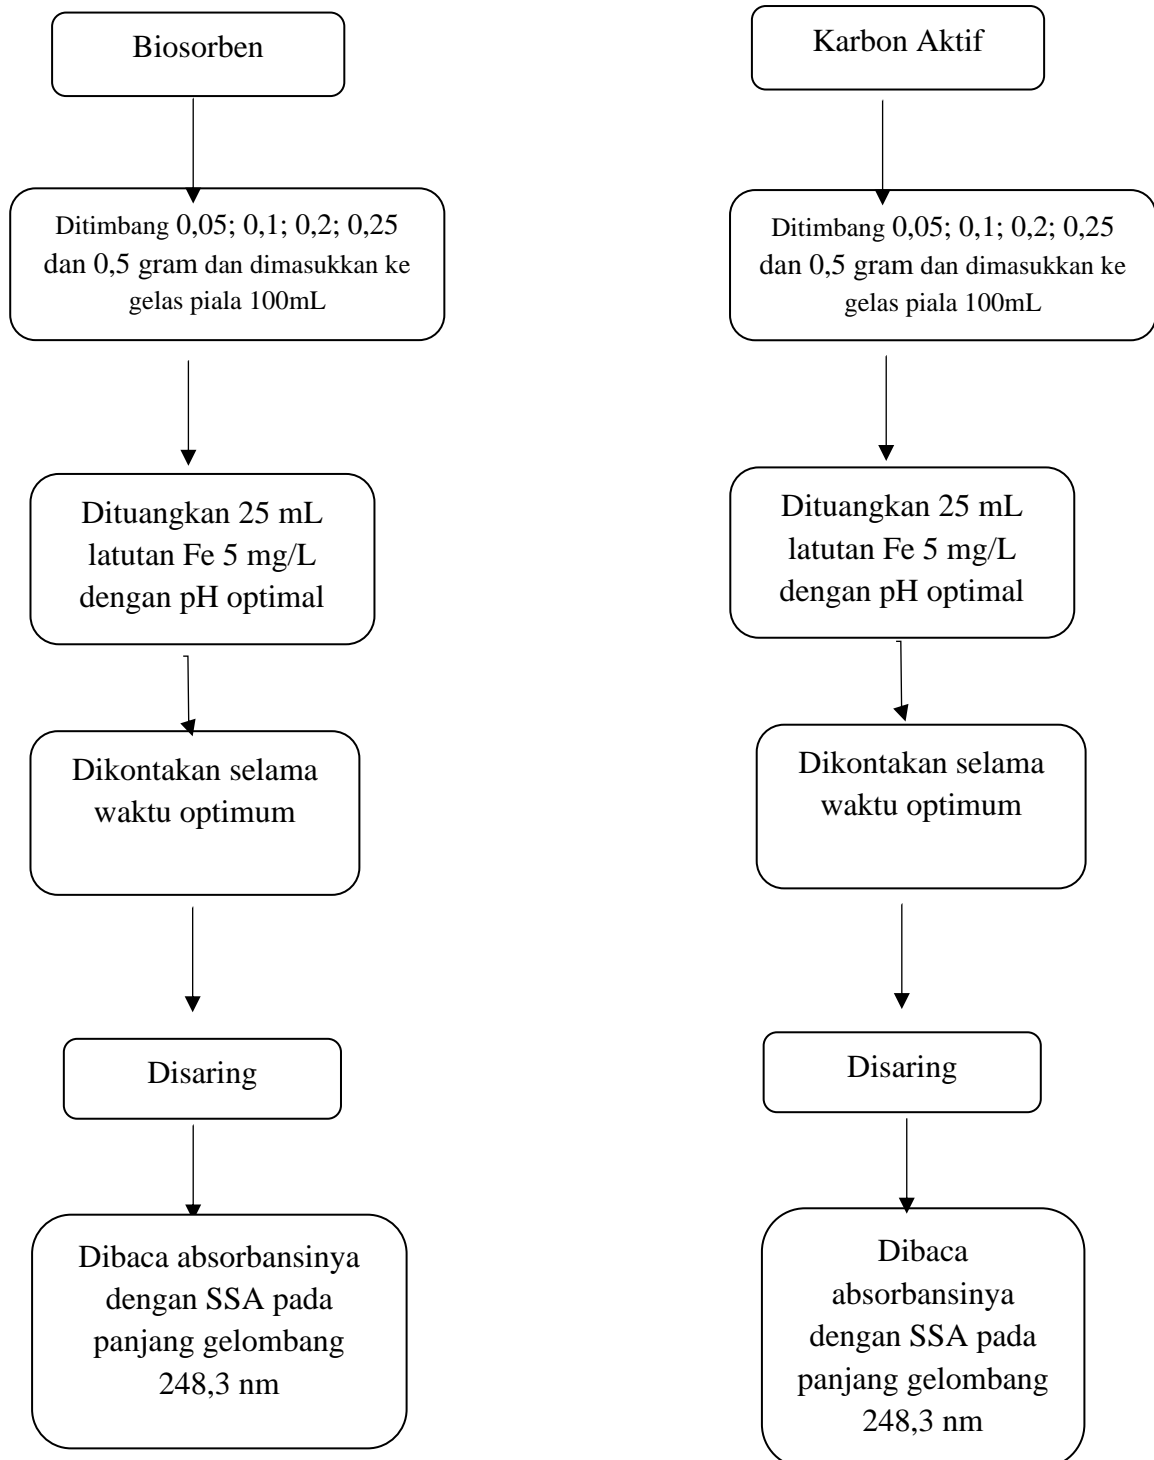 Biosorben
Ditimbang 0,05; 0,1; 0,2; 0,25
dan 0,5 gram dan dimasukkan ke
gelas piala 100mL
Dituangkan 25 mL
latutan Fe 5 mg/L
dengan pH optimal
Dikontakan selama
waktu optimum
Disaring
Dibaca absorbansinya
dengan SSA pada
panjang gelombang
248,3 nm
Karbon Aktif
Ditimbang 0,05; 0,1; 0,2; 0,25
dan 0,5 gram dan dimasukkan ke
gelas piala 100mL
Dituangkan 25 mL
latutan Fe 5 mg/L
dengan pH optimal
Dikontakan selama
waktu optimum
Disaring
Dibaca
absorbansinya
dengan SSA pada
panjang gelombang
248,3 nm